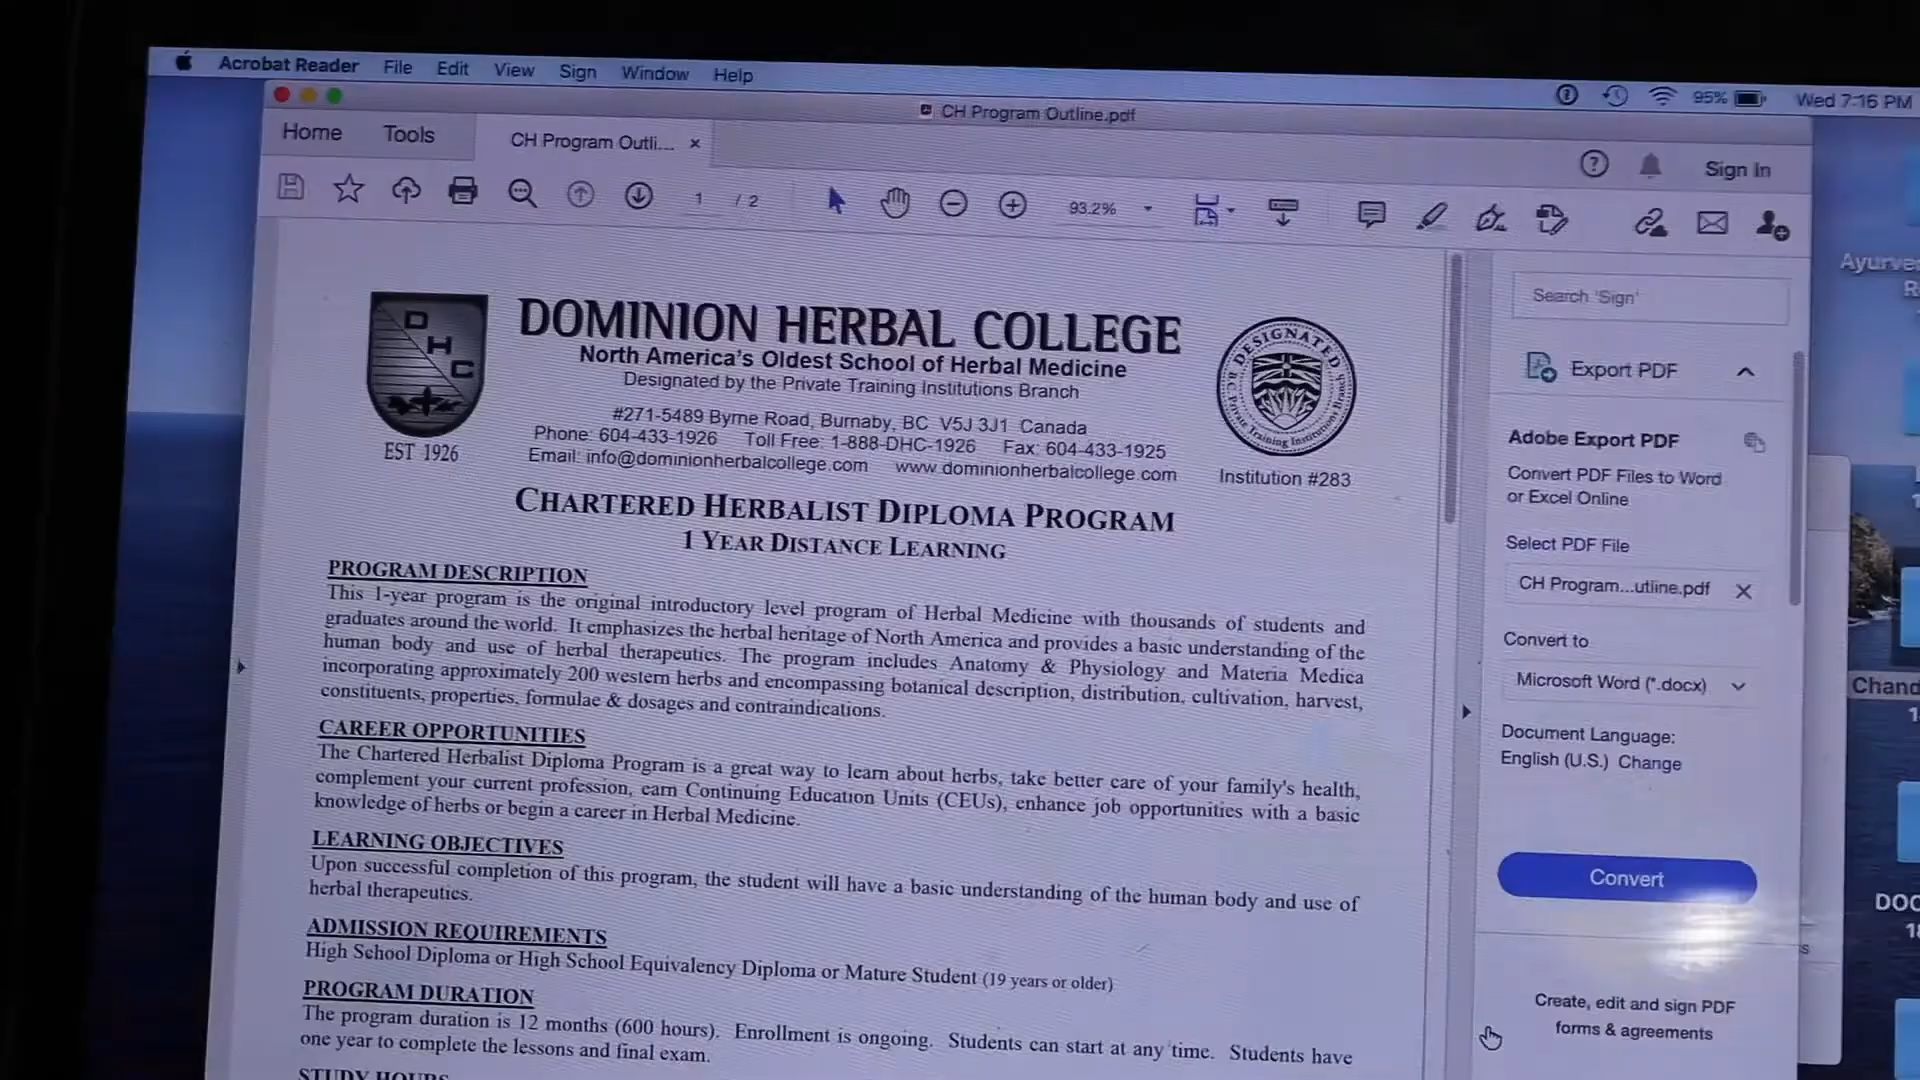 Acrobat Reader File Edit View Sign Window Help
95% Wed 7:16 PM
CH Program Outline.pdf
Home Tools CH Program Outli... ×
Sign In
1 / 2 93.2%
DHC
EST 1926
DOMINION HERBAL COLLEGE
North America's Oldest School of Herbal Medicine
Designated by the Private Training Institutions Branch
#271-5489 Byrne Road, Burnaby, BC V5J 3J1 Canada
Phone: 604-433-1926 Toll Free: 1-888-DHC-1926 Fax: 604-433-1925
Email: info@dominionherbalcollege.com www.dominionherbalcollege.com
DESIGNATED
BC Private Training Institutions Branch
Institution #283
CHARTERED HERBALIST DIPLOMA PROGRAM
1 YEAR DISTANCE LEARNING
PROGRAM DESCRIPTION
This 1-year program is the original introductory level program of Herbal Medicine with thousands of students and
graduates around the world. It emphasizes the herbal heritage of North America and provides a basic understanding of the
human body and use of herbal therapeutics. The program includes Anatomy & Physiology and Materia Medica
incorporating approximately 200 western herbs and encompassing botanical description, distribution, cultivation, harvest,
constituents, properties, formulae & dosages and contraindications.
CAREER OPPORTUNITIES
The Chartered Herbalist Diploma Program is a great way to learn about herbs, take better care of your family's health,
complement your current profession, earn Continuing Education Units (CEUs), enhance job opportunities with a basic
knowledge of herbs or begin a career in Herbal Medicine.
LEARNING OBJECTIVES
Upon successful completion of this program, the student will have a basic understanding of the human body and use of
herbal therapeutics.
ADMISSION REQUIREMENTS
High School Diploma or High School Equivalency Diploma or Mature Student (19 years or older)
PROGRAM DURATION
The program duration is 12 months (600 hours). Enrollment is ongoing. Students can start at any time. Students have
one year to complete the lessons and final exam.
STUDY HOURS
Search 'Sign'
Export PDF
Adobe Export PDF
Convert PDF Files to Word
or Excel Online
Select PDF File
CH Program...utline.pdf
Convert to
Microsoft Word (*.docx)
Document Language:
English (U.S.) Change
Convert
Create, edit and sign PDF
forms & agreements
Chand
DOC